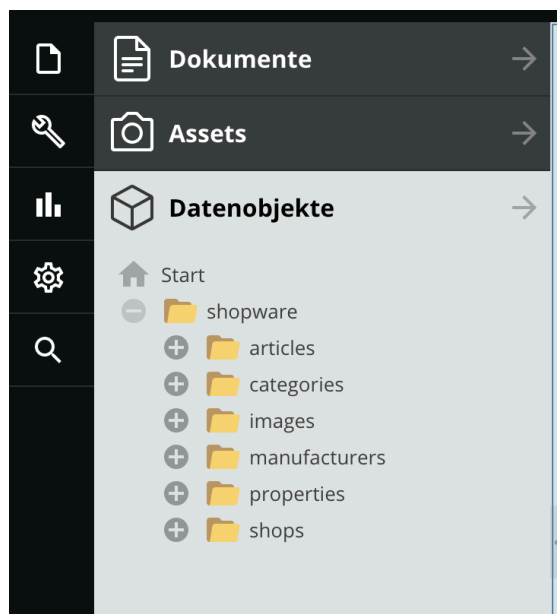 Dokumente
Assets
Datenobjekte
Start
shopware
articles
categories
images
manufacturers
properties
shops